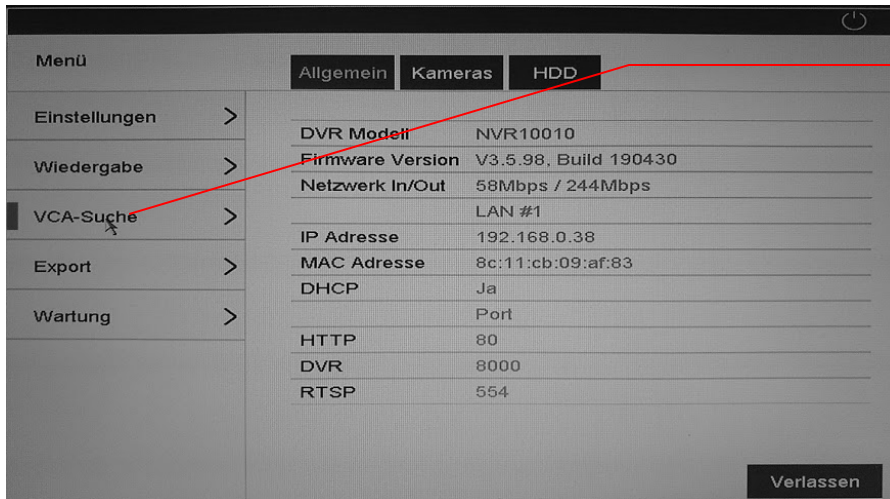 Menü
Allgemein Kameras HDD
Einstellungen
Wiedergabe
VCA-Suche
Export
Wartung
DVR Modell NVR10010
Firmware Version V3.5.98, Build 190430
Netzwerk In/Out 58Mbps / 244Mbps
LAN #1
IP Adresse 192.168.0.38
MAC Adresse 8c:11:cb:09:af:83
DHCP Ja
Port
HTTP 80
DVR 8000
RTSP 554
Verlassen